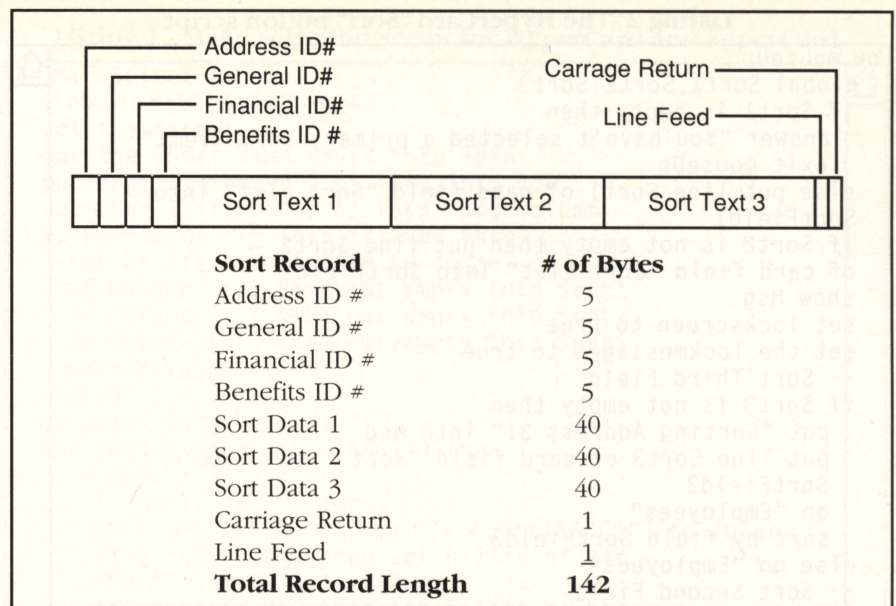 Address ID#
General ID#
Financial ID#
Benefits ID #
Carrage Return
Line Feed
Sort Text 1 Sort Text 2 Sort Text 3
Sort Record # of Bytes
Address ID # 5
General ID # 5
Financial ID # 5
Benefits ID # 5
Sort Data 1 40
Sort Data 2 40
Sort Data 3 40
Carriage Return 1
Line Feed 1
Total Record Length 142